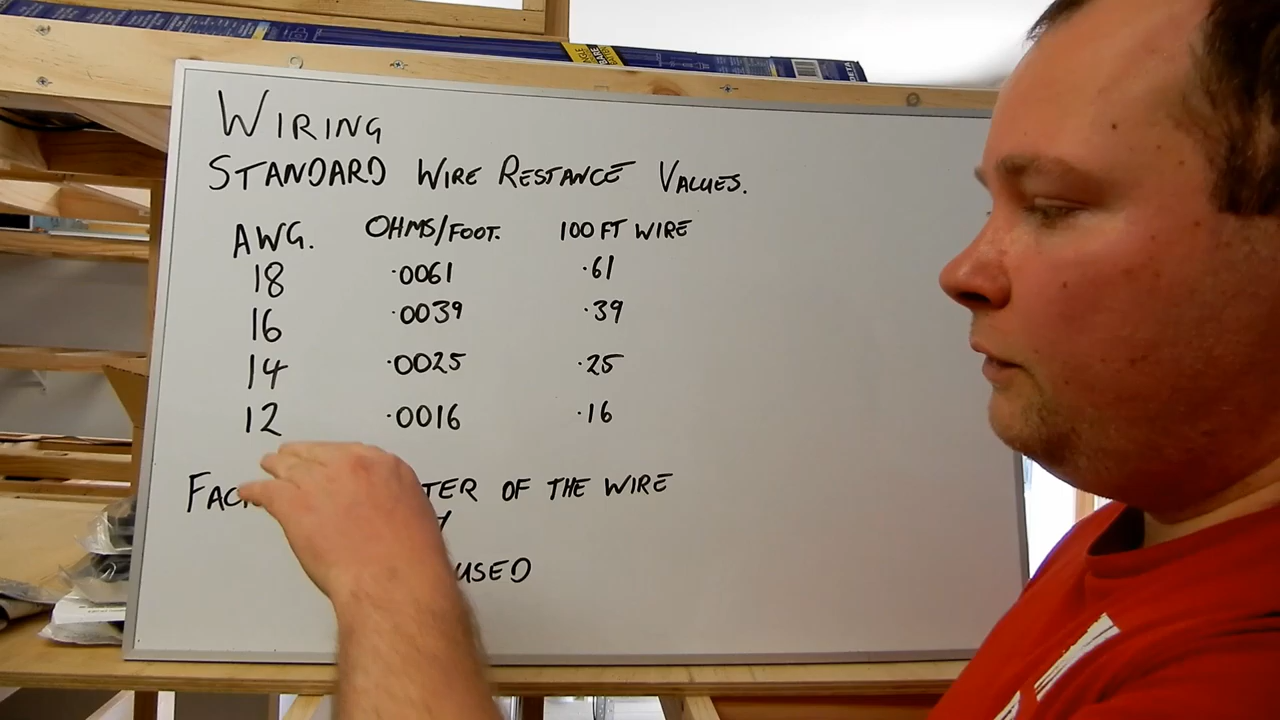 WIRING
STANDARD WIRE RESTANCE VALUES.
AWG. OHMS/FOOT. 100 FT WIRE
18 .0061 .61
16 .0039 .39
14 .0025 .25
12 .0016 .16
OF THE WIRE
USED